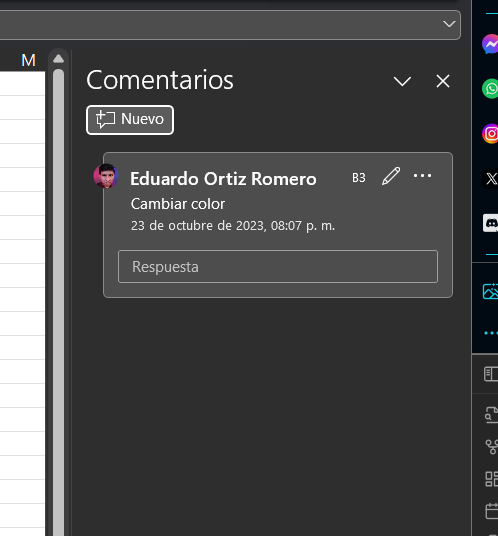 M
Comentarios
Nuevo
Eduardo Ortiz Romero
B3
Cambiar color
23 de octubre de 2023, 08:07 p. m.
Respuesta